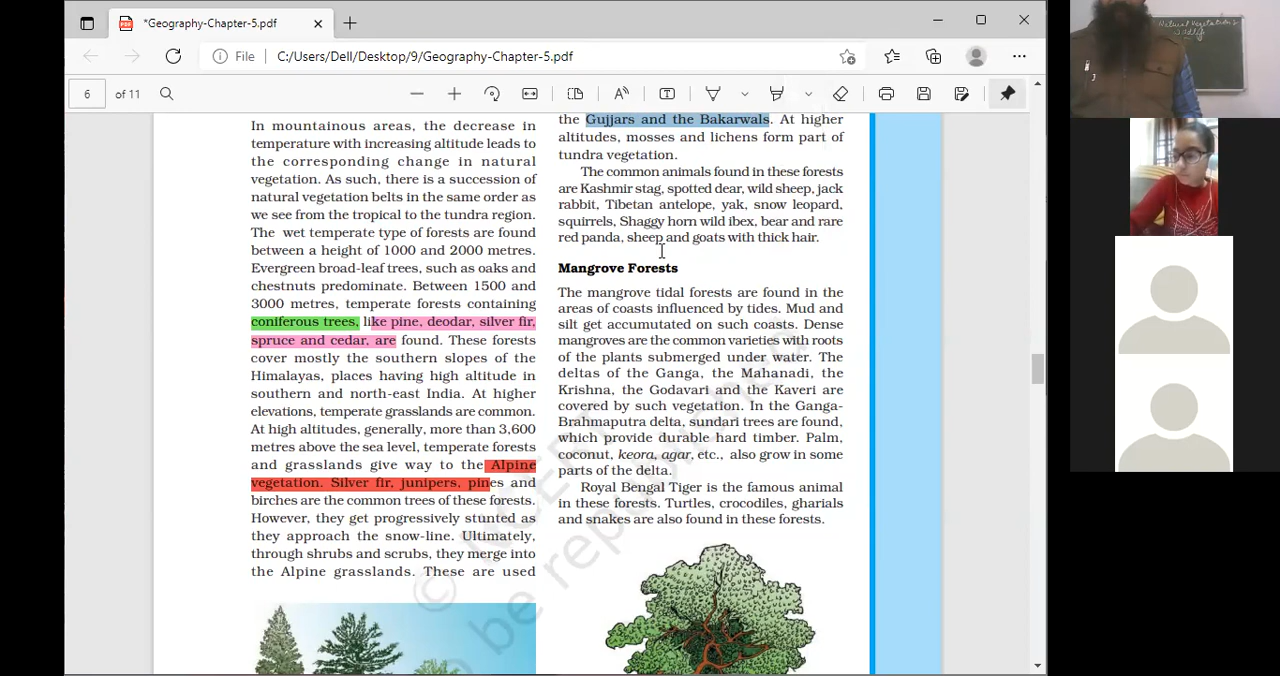 *Geography-Chapter-5.pdf
File
C:/Users/Dell/Desktop/9/Geography-Chapter-5.pdf
6
of 11
In mountainous areas, the decrease in
temperature with increasing altitude leads to
the corresponding change in natural
vegetation. As such, there is a succession of
natural vegetation belts in the same order as
we see from the tropical to the tundra region.
The wet temperate type of forests are found
between a height of 1000 and 2000 metres.
Evergreen broad-leaf trees, such as oaks and
chestnuts predominate. Between 1500 and
3000 metres, temperate forests containing
coniferous trees, like pine, deodar, silver fir,
spruce and cedar, are found. These forests
cover mostly the southern slopes of the
Himalayas, places having high altitude in
southern and north-east India. At higher
elevations, temperate grasslands are common.
At high altitudes, generally, more than 3,600
metres above the sea level, temperate forests
and grasslands give way to the Alpine
vegetation. Silver fir, junipers, pines and
birches are the common trees of these forests.
However, they get progressively stunted as
they approach the snow-line. Ultimately,
through shrubs and scrubs, they merge into
the Alpine grasslands. These are used
the Gujjars and the Bakarwals. At higher
altitudes, mosses and lichens form part of
tundra vegetation.
The common animals found in these forests
are Kashmir stag, spotted dear, wild sheep, jack
rabbit, Tibetan antelope, yak, snow leopard,
squirrels, Shaggy horn wild ibex, bear and rare
red panda, sheep and goats with thick hair.
Mangrove Forests
The mangrove tidal forests are found in the
areas of coasts influenced by tides. Mud and
silt get accumutated on such coasts. Dense
mangroves are the common varieties with roots
of the plants submerged under water. The
deltas of the Ganga, the Mahanadi, the
Krishna, the Godavari and the Kaveri are
covered by such vegetation. In the Ganga-
Brahmaputra delta, sundari trees are found,
which provide durable hard timber. Palm,
coconut, keora, agar, etc., also grow in some
parts of the delta.
Royal Bengal Tiger is the famous animal
in these forests. Turtles, crocodiles, gharials
and snakes are also found in these forests.
© NCERT
be republished
Natural Vegetation &
Wildlife